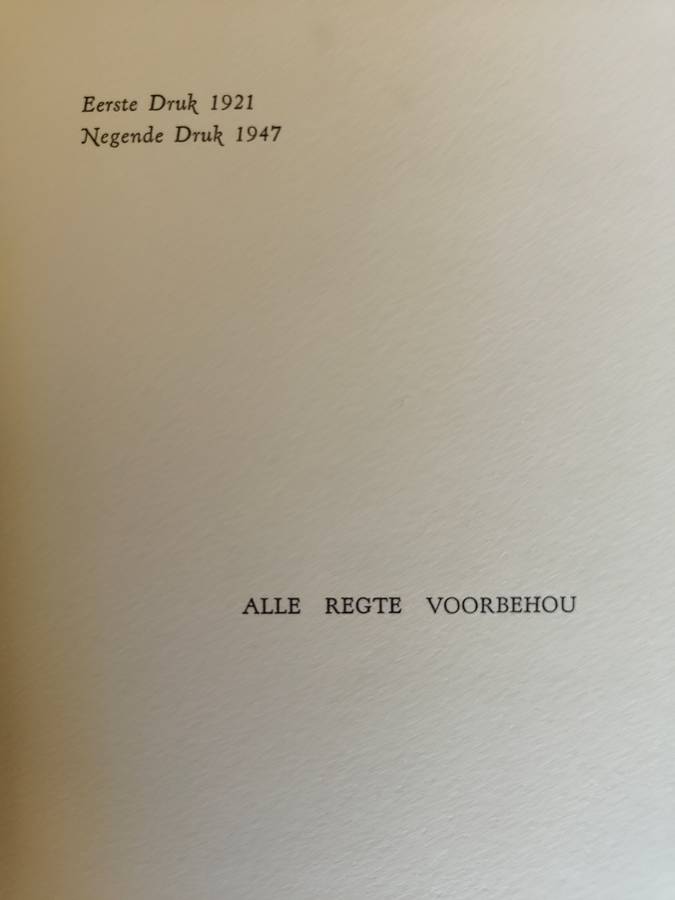 Eerste Druk 1921
Negende Druk 1947
ALLE REGTE VOORBEHOU